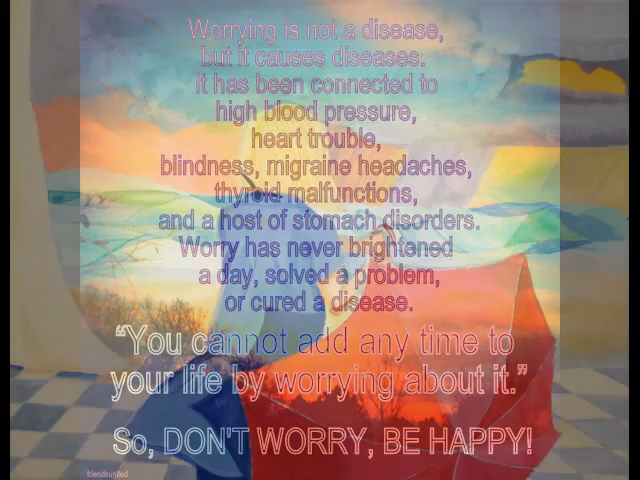 Worrying is not a disease,
but it causes diseases.
It has been connected to
high blood pressure,
heart trouble,
blindness, migraine headaches,
thyroid malfunctions,
and a host of stomach disorders.
Worry has never brightened
a day, solved a problem,
or cured a disease.
“You cannot add any time to
your life by worrying about it.”
So, DON'T WORRY, BE HAPPY!
friendsunited